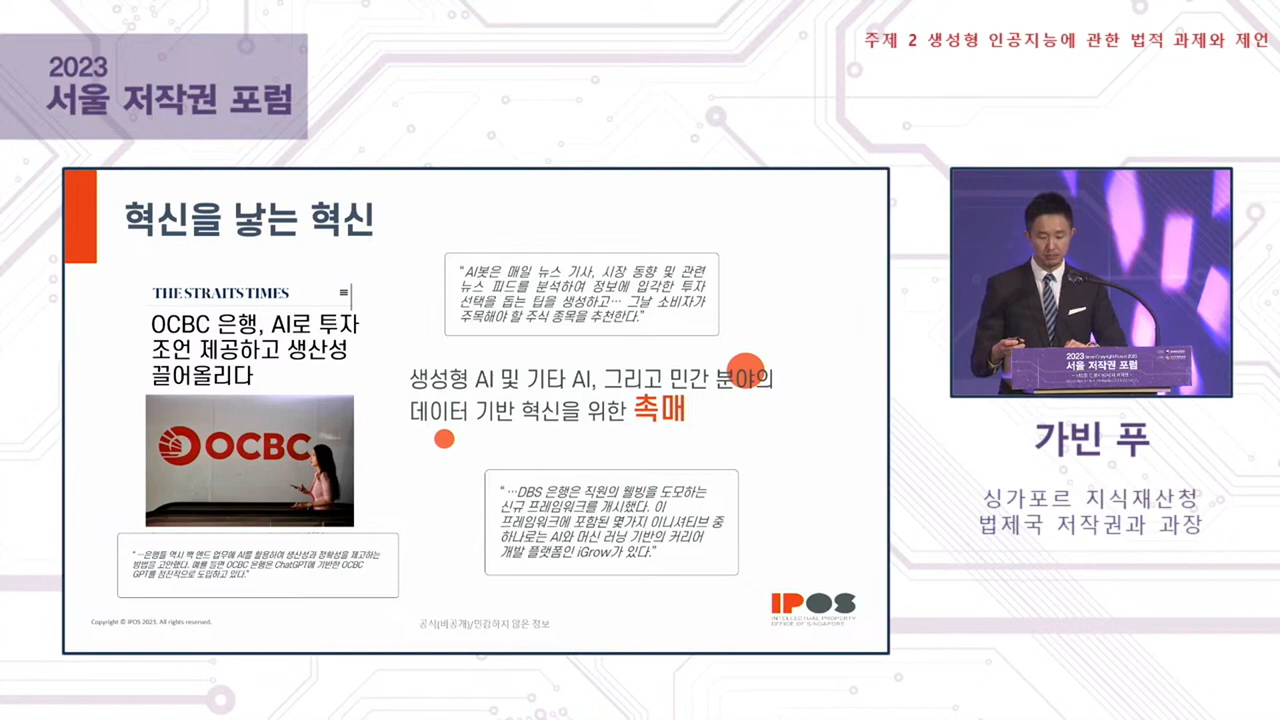 주제 2 생성형 인공지능에 관한 법적 과제와 제언
2023
서울 저작권 포럼
혁신을 낳는 혁신
THE STRAITS TIMES
OCBC 은행, AI로 투자
조언 제공하고 생산성
끌어올리다
OCBC
"…은행들 역시 백 엔드 업무에 AI를 활용하여 생산성과 정확성을 제고하는
방법을 고안했다. 예를 들면 OCBC 은행은 ChatGPT에 기반한 OCBC
GPT를 점진적으로 도입하고 있다."
"AI봇은 매일 뉴스 기사, 시장 동향 및 관련
뉴스 피드를 분석하여 정보에 입각한 투자
선택을 돕는 팁을 생성하고… 그날 소비자가
주목해야 할 주식 종목을 추천한다."
생성형 AI 및 기타 AI, 그리고 민간 분야의
데이터 기반 혁신을 위한 촉매
"…DBS 은행은 직원의 웰빙을 도모하는
신규 프레임워크를 개시했다. 이
프레임워크에 포함된 몇가지 이니셔티브 중
하나로는 AI와 머신 러닝 기반의 커리어
개발 플랫폼인 iGrow가 있다."
Copyright © IPOS 2023. All rights reserved.
공식(비공개)/민감하지 않은 정보
IPOS
INTELLECTUAL PROPERTY
OFFICE OF SINGAPORE
2023 Seoul Copyright Forum 2023
서울 저작권 포럼
가빈 푸
싱가포르 지식재산청
법제국 저작권과 과장